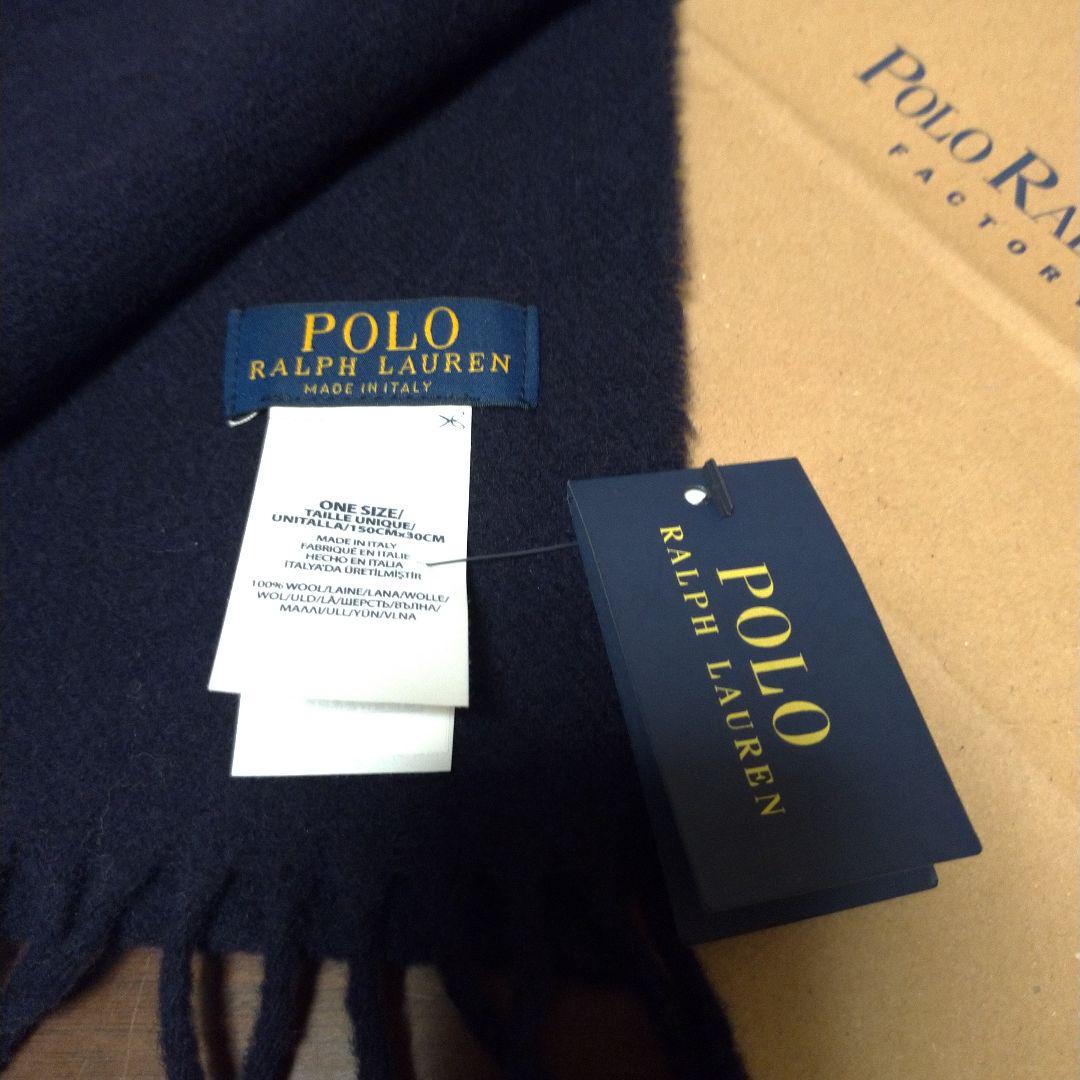 POLO RAL
FACTOR
POLO
RALPH LAUREN
MADE IN ITALY
ONE SIZE/
TAILLE UNIQUE/
UNITALLA/150CMx30CM
MADE IN ITALY
FABRIQUÉ EN ITALIE
HECHO EN ITALIA
İTALYA'DA ÜRETİLMİŞTİR
100% WOOL/LAINE/LANA/WOLLE/
WOL/ULD/LÃ/ШЕРСТЬ/ВЪЛНА/
ΜΑΛΛΙ/ULL/YÜN/VLNA
POLO
RALPH LAUREN